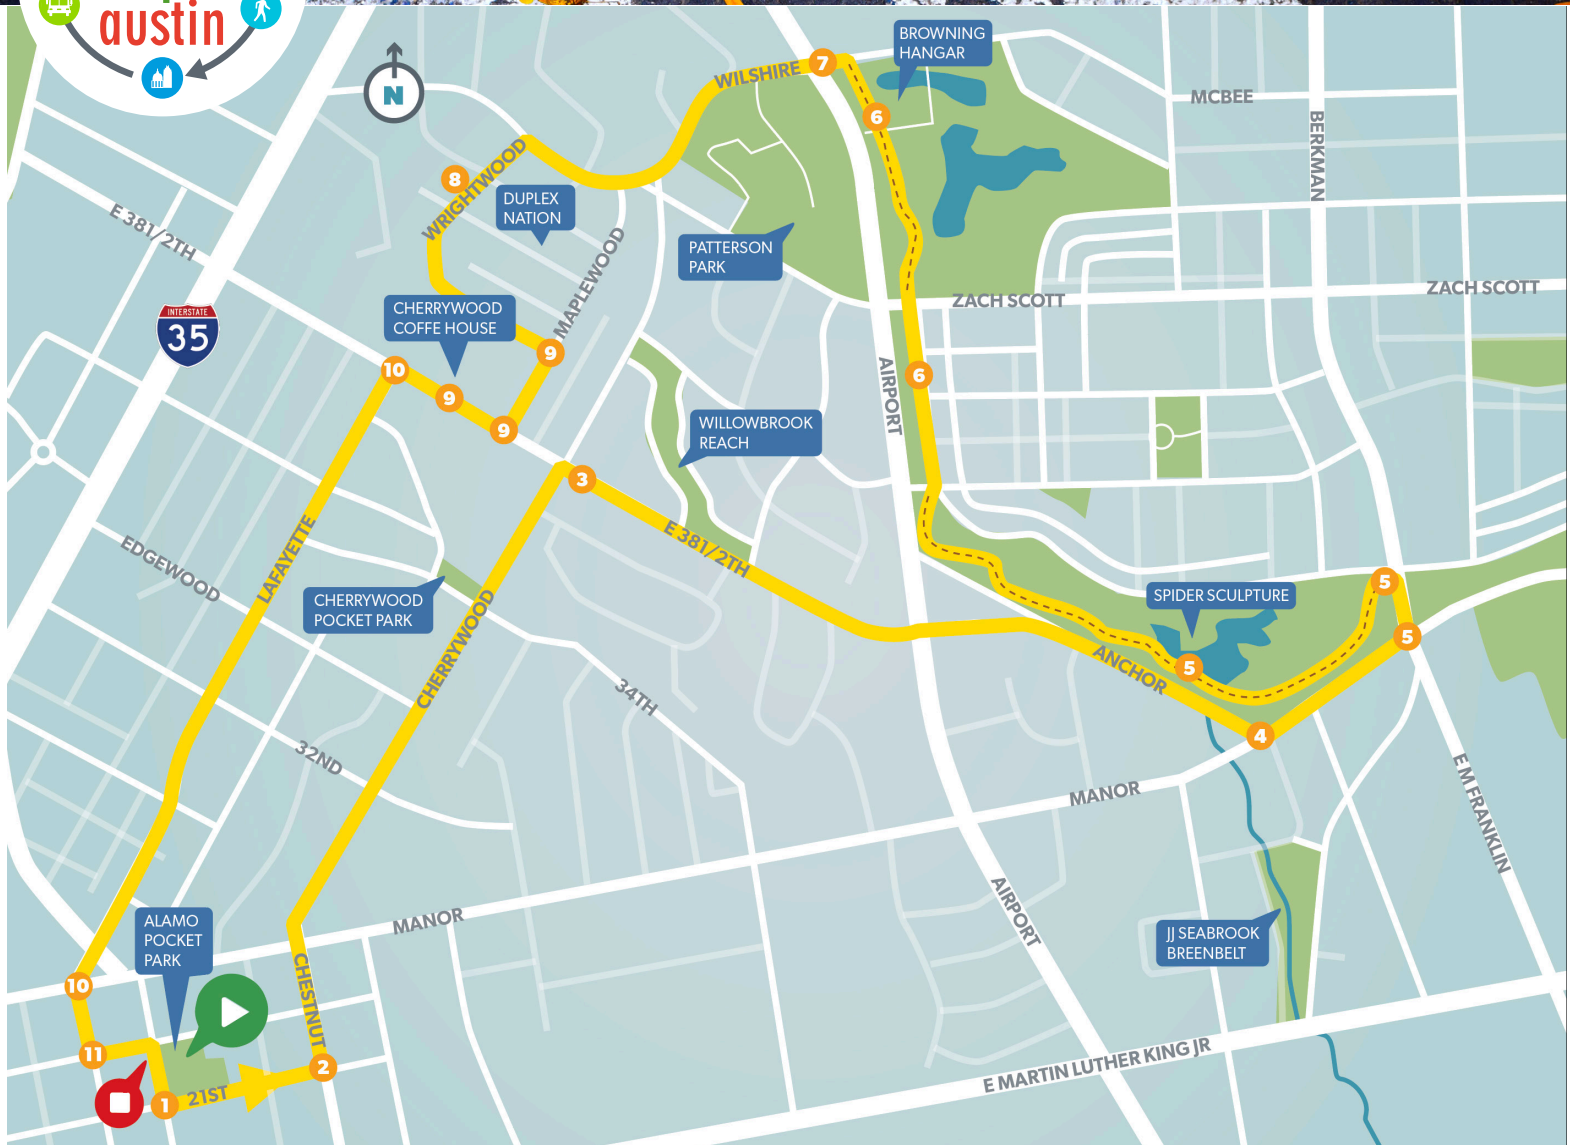 austin
N
BROWNING
HANGAR
WILSHIRE
7
6
MCBEE
BERKMAN
8
WRIGHTWOOD
DUPLEX
NATION
E 381/2TH
PATTERSON
PARK
MAPLEWOOD
ZACH SCOTT
ZACH SCOTT
INTERSTATE
35
CHERRYWOOD
COFFE HOUSE
9
10
9
9
AIRPORT
6
WILLOWBROOK
REACH
3
E 381/2TH
LAFAYETTE
EDGEWOOD
CHERRYWOOD
POCKET PARK
CHERRYWOOD
SPIDER SCULPTURE
5
5
5
ANCHOR
34TH
4
32ND
MANOR
E M FRANKLIN
MANOR
AIRPORT
ALAMO
POCKET
PARK
JJ SEABROOK
BREENBELT
10
CHESTNUT
11
2
E MARTIN LUTHER KING JR
1
21ST